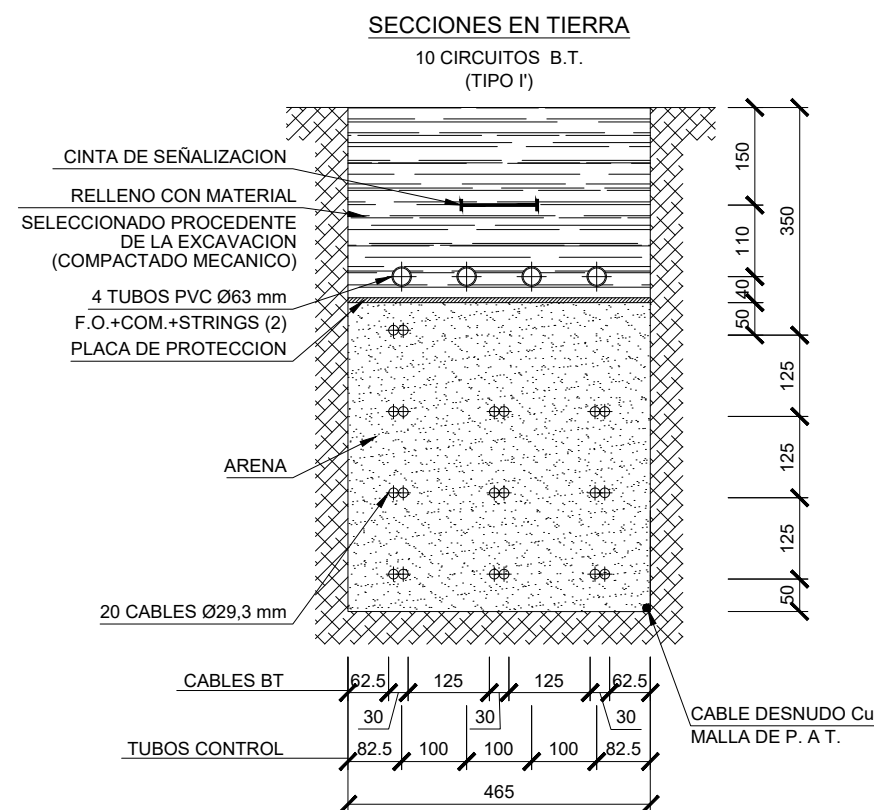 SECCIONES EN TIERRA
10 CIRCUITOS B.T.
(TIPO I')
CINTA DE SEÑALIZACION
RELLENO CON MATERIAL
SELECCIONADO PROCEDENTE
DE LA EXCAVACION
(COMPACTADO MECANICO)
4 TUBOS PVC Ø63 mm
F.O.+COM.+STRINGS (2)
PLACA DE PROTECCION
ARENA
20 CABLES Ø29,3 mm
150
110
40
50
350
125
125
125
50
CABLES BT
62.5
125
125
62.5
30
30
30
TUBOS CONTROL
82.5
100
100
100
82.5
465
CABLE DESNUDO Cu
MALLA DE P. A T.